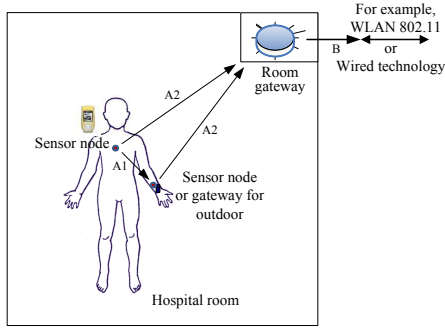 For example,
WLAN 802.11
or
Wired technology
B
Room
gateway
A2
A2
Sensor node
A1
Sensor node
or gateway for
outdoor
Hospital room